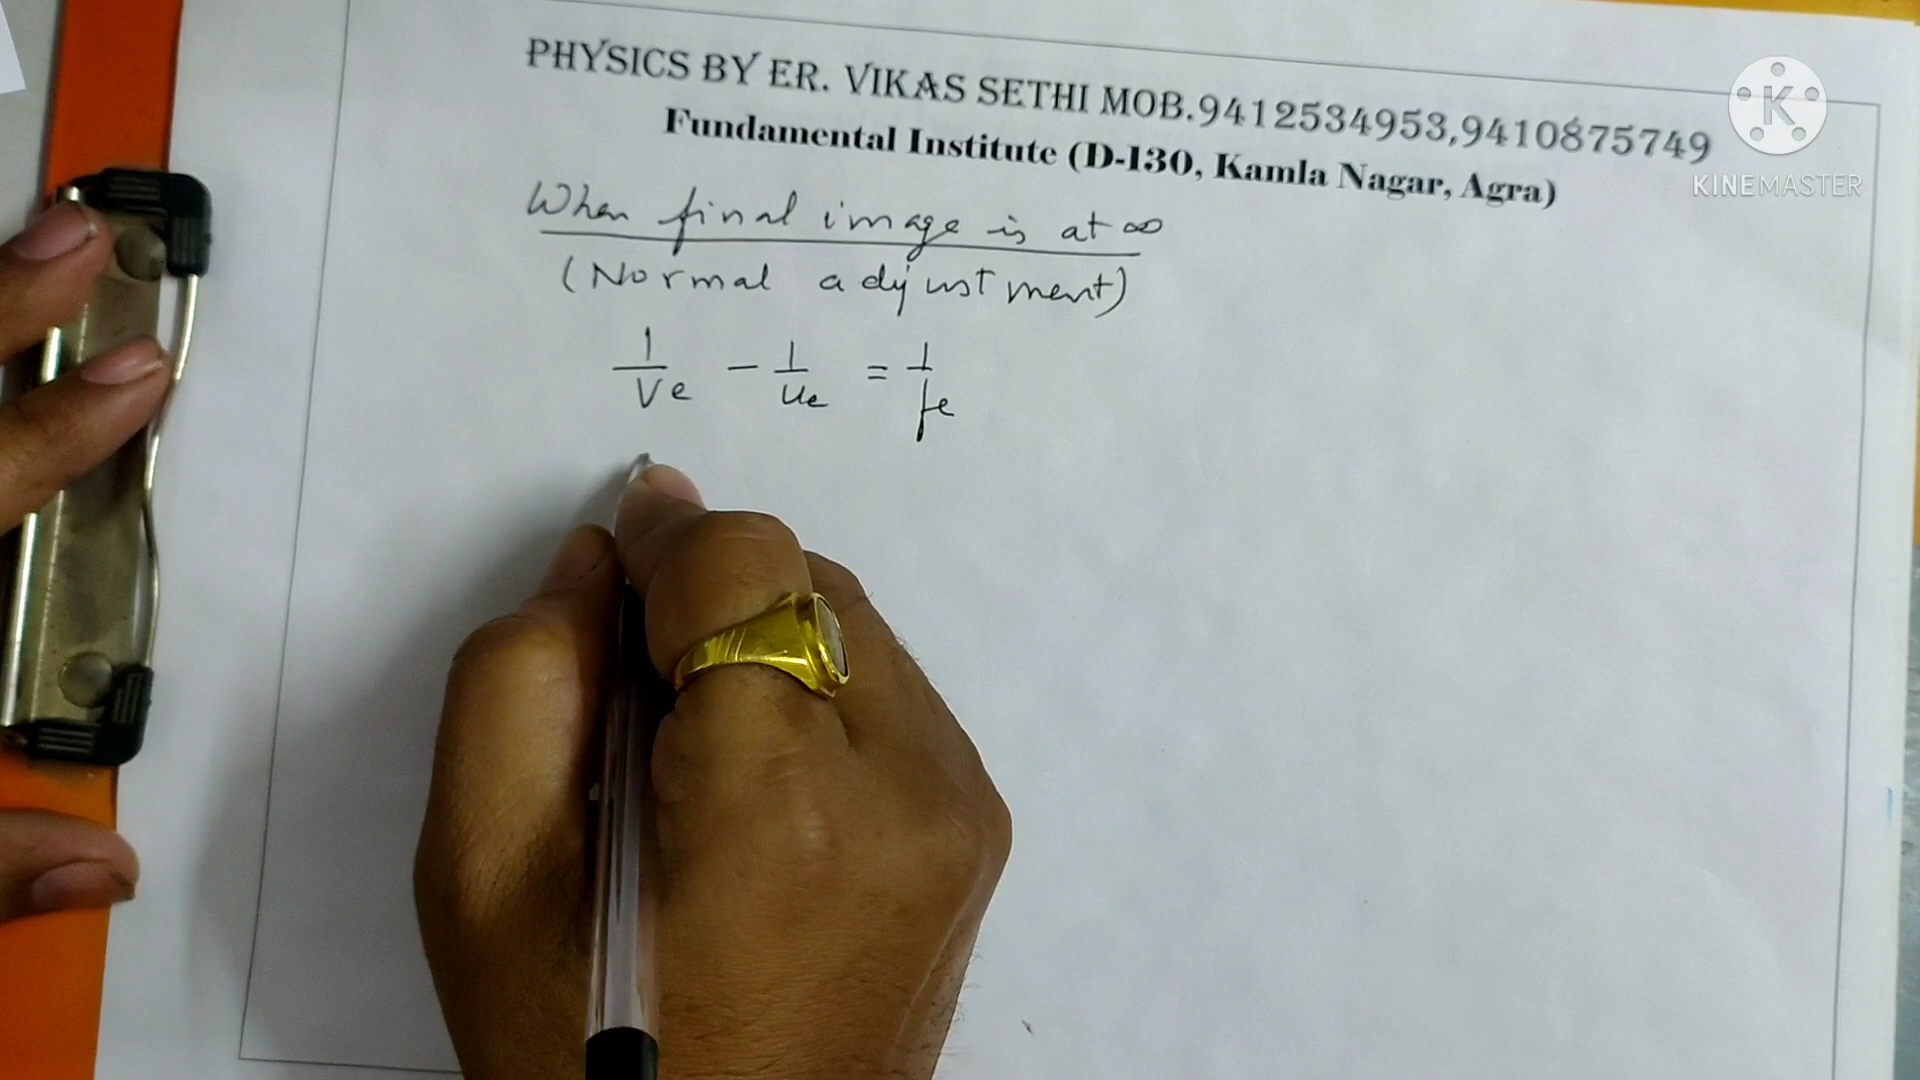 PHYSICS BY ER. VIKAS SETHI MOB.9412534953,9410875749
Fundamental Institute (D-130, Kamla Nagar, Agra)
K
KINEMASTER
When final image is at ∞
(Normal adjustment)
1/Ve - 1/ue = 1/fe